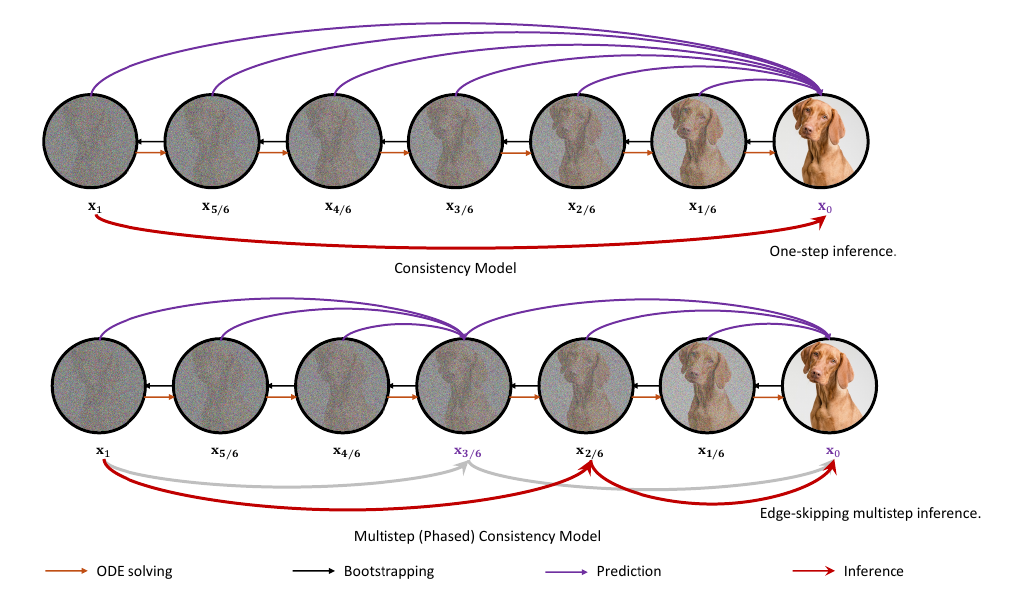 x₁ x₅/₆ x₄/₆ x₃/₆ x₂/₆ x₁/₆ x₀
One-step inference.
Consistency Model
x₁ x₅/₆ x₄/₆ x₃/₆ x₂/₆ x₁/₆ x₀
Edge-skipping multistep inference.
Multistep (Phased) Consistency Model
ODE solving Bootstrapping Prediction Inference